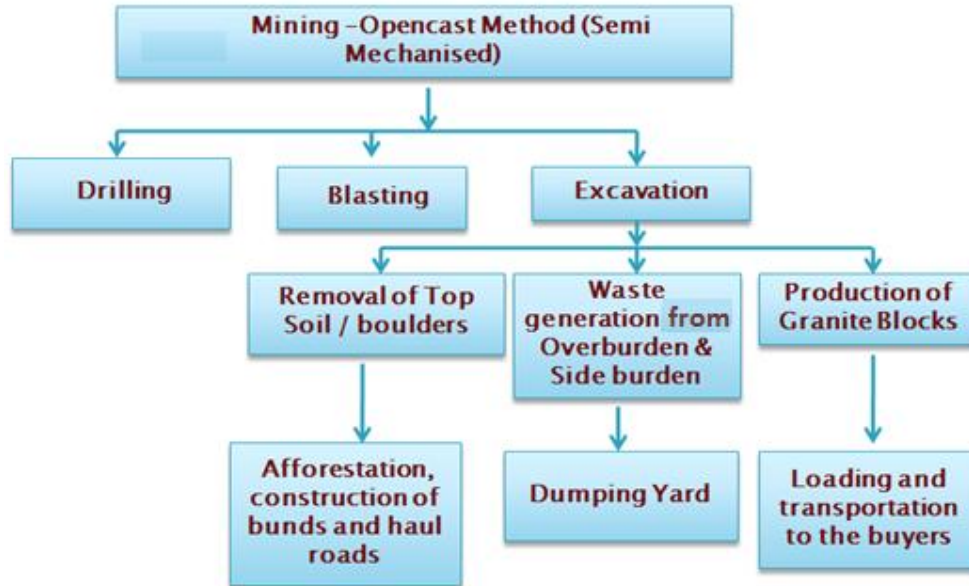 Mining –Opencast Method (Semi
Mechanised)
Drilling
Blasting
Excavation
Removal of Top
Soil / boulders
Waste
generation from
Overburden &
Side burden
Production of
Granite Blocks
Afforestation,
construction of
bunds and haul
roads
Dumping Yard
Loading and
transportation
to the buyers